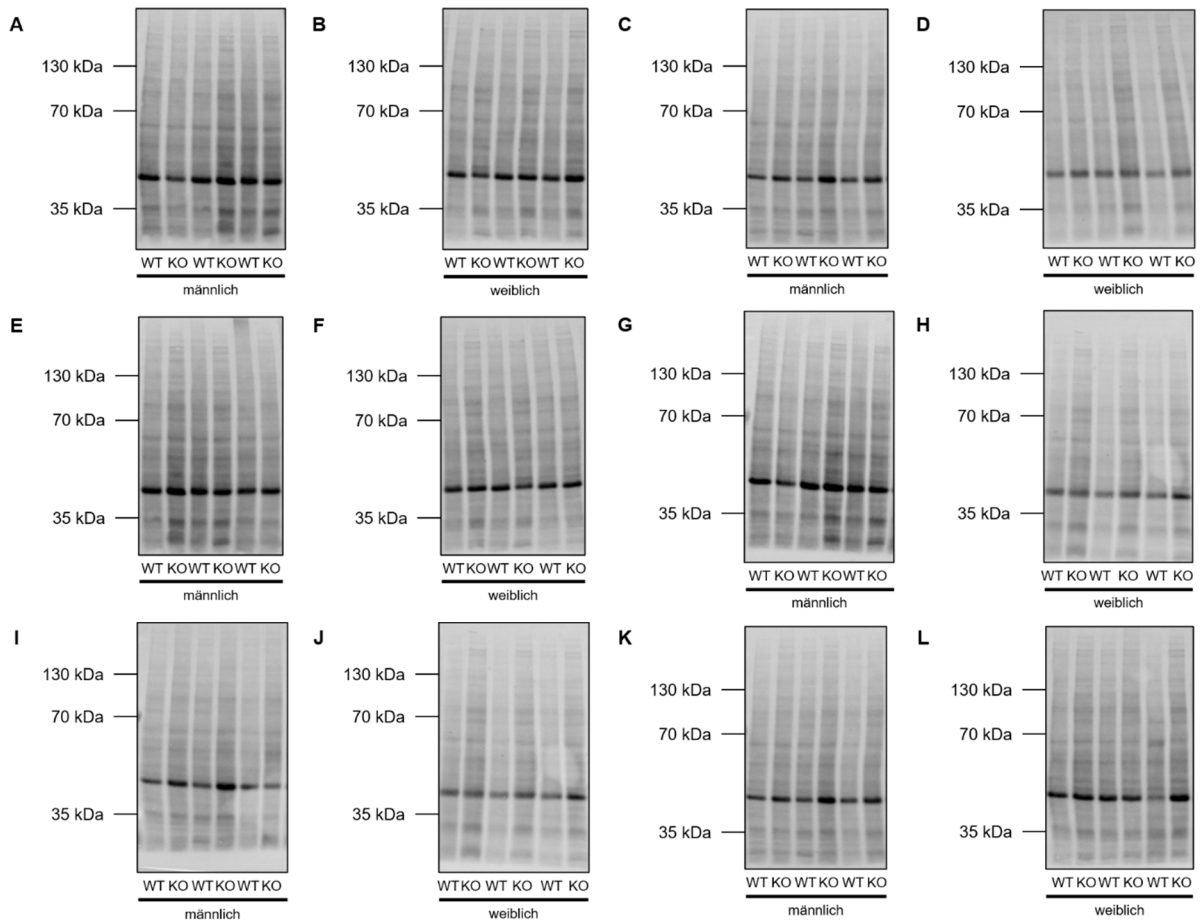 A
130 kDa
70 kDa
35 kDa
WT KO WT KO WT KO
männlich
B
130 kDa
70 kDa
35 kDa
WT KO WT KO WT KO
weiblich
C
130 kDa
70 kDa
35 kDa
WT KO WT KO WT KO
männlich
D
130 kDa
70 kDa
35 kDa
WT KO WT KO WT KO
weiblich
E
130 kDa
70 kDa
35 kDa
WT KO WT KO WT KO
männlich
F
130 kDa
70 kDa
35 kDa
WT KO WT KO WT KO
weiblich
G
130 kDa
70 kDa
35 kDa
WT KO WT KO WT KO
männlich
H
130 kDa
70 kDa
35 kDa
WT KO WT KO WT KO
weiblich
I
130 kDa
70 kDa
35 kDa
WT KO WT KO WT KO
männlich
J
130 kDa
70 kDa
35 kDa
WT KO WT KO WT KO
weiblich
K
130 kDa
70 kDa
35 kDa
WT KO WT KO WT KO
männlich
L
130 kDa
70 kDa
35 kDa
WT KO WT KO WT KO
weiblich